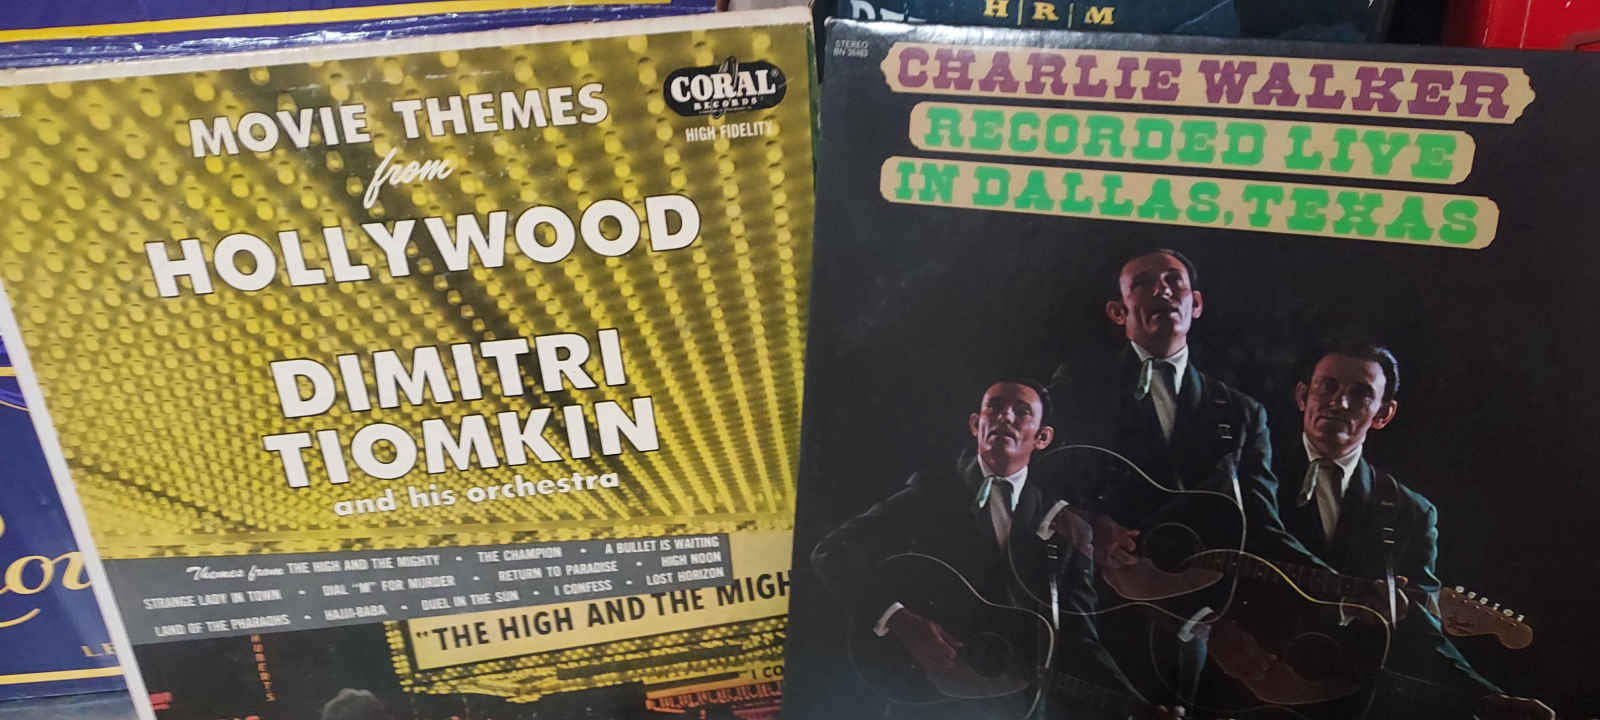 MOVIE THEMES
from
HOLLYWOOD
DIMITRI
TIOMKIN
and his orchestra
CORAL
RECORDS
HIGH FIDELITY
Themes from THE HIGH AND THE MIGHTY • THE CHAMPION • A BULLET IS WAITING
STRANGE LADY IN TOWN • DIAL "M" FOR MURDER • RETURN TO PARADISE • HIGH NOON
LAND OF THE PHARAOHS • HAJJI-BABA • DUEL IN THE SUN • I CONFESS • LOST HORIZON
"THE HIGH AND THE MIGH
HUBERTS
"I CO
H|R|M
STEREO
CHARLIE WALKER
RECORDED LIVE
IN DALLAS, TEXAS